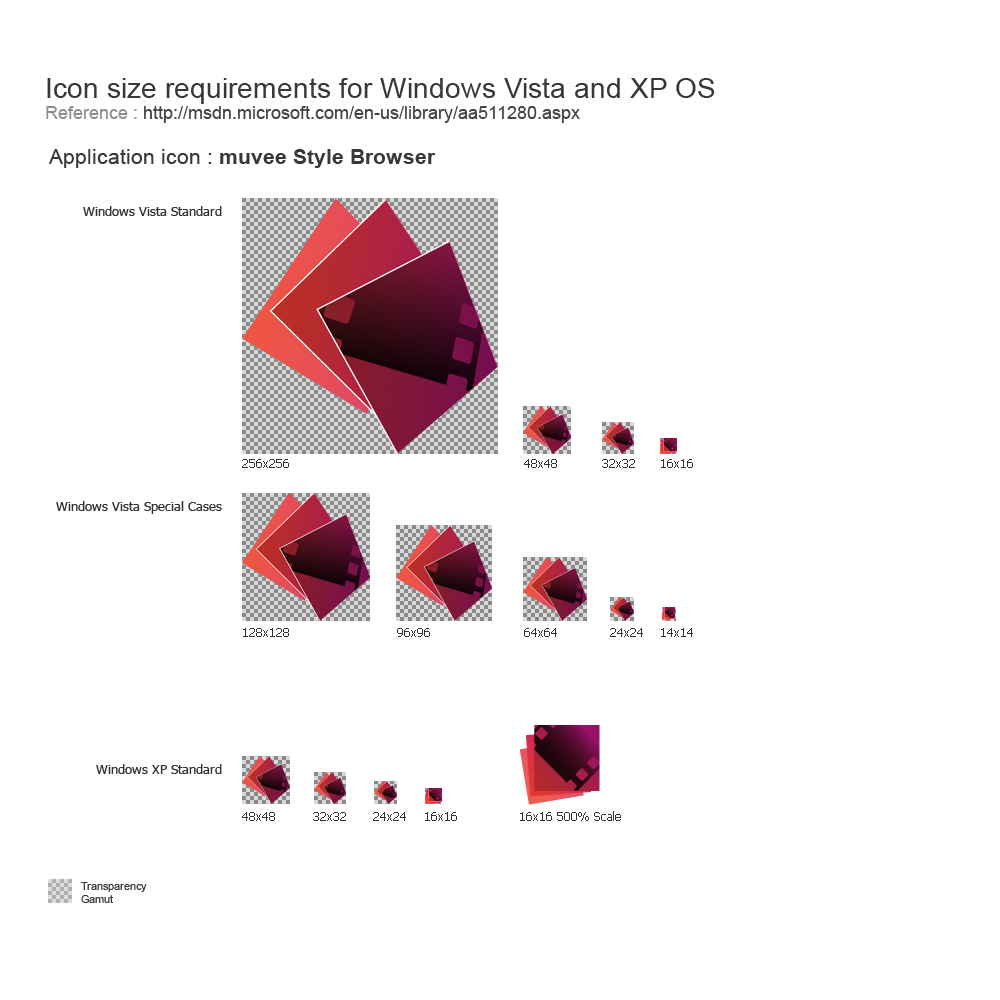 Icon size requirements for Windows Vista and XP OS
Reference : http://msdn.microsoft.com/en-us/library/aa511280.aspx
Application icon : muvee Style Browser
Windows Vista Standard
256x256
48x48
32x32
16x16
Windows Vista Special Cases
128x128
96x96
64x64
24x24
14x14
Windows XP Standard
48x48
32x32
24x24
16x16
16x16 500% Scale
Transparency
Gamut